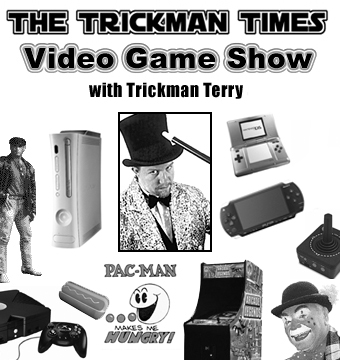 THE TRICKMAN TIMES
Video Game Show
with Trickman Terry
PAC-MAN
MAKES ME
HUNGRY!